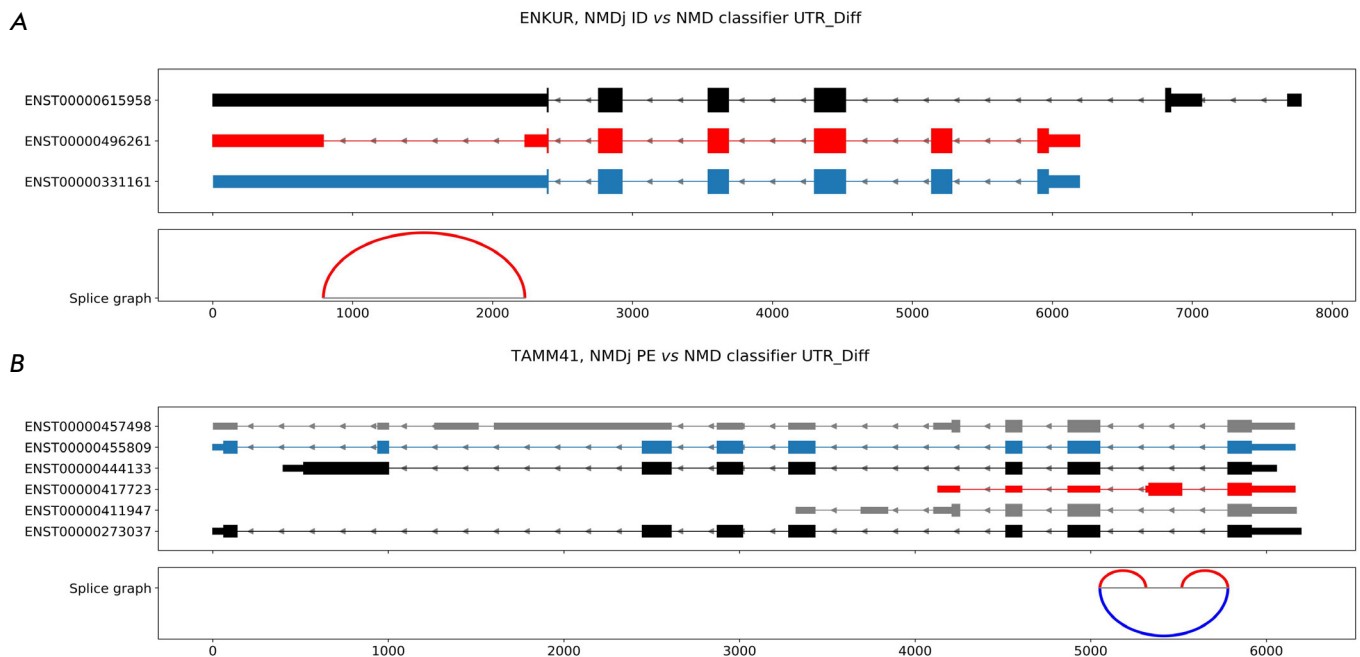 A
ENKUR, NMDj ID vs NMD classifier UTR_Diff
ENST00000615958
ENST00000496261
ENST00000331161
Splice graph
0 1000 2000 3000 4000 5000 6000 7000 8000
B
TAMM41, NMDj PE vs NMD classifier UTR_Diff
ENST00000457498
ENST00000455809
ENST00000444133
ENST00000417723
ENST00000411947
ENST00000273037
Splice graph
0 1000 2000 3000 4000 5000 6000